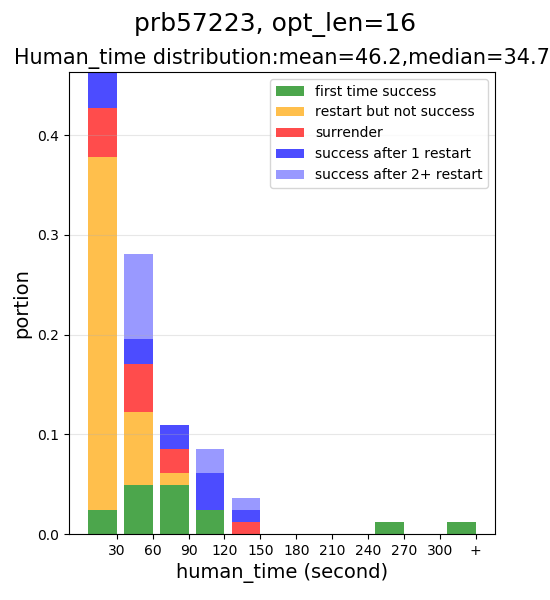 prb57223, opt_len=16
Human_time distribution:mean=46.2,median=34.7
first time success
restart but not success
surrender
success after 1 restart
success after 2+ restart
0.4
0.3
0.2
0.1
0.0
portion
30 60 90 120 150 180 210 240 270 300 +
human_time (second)